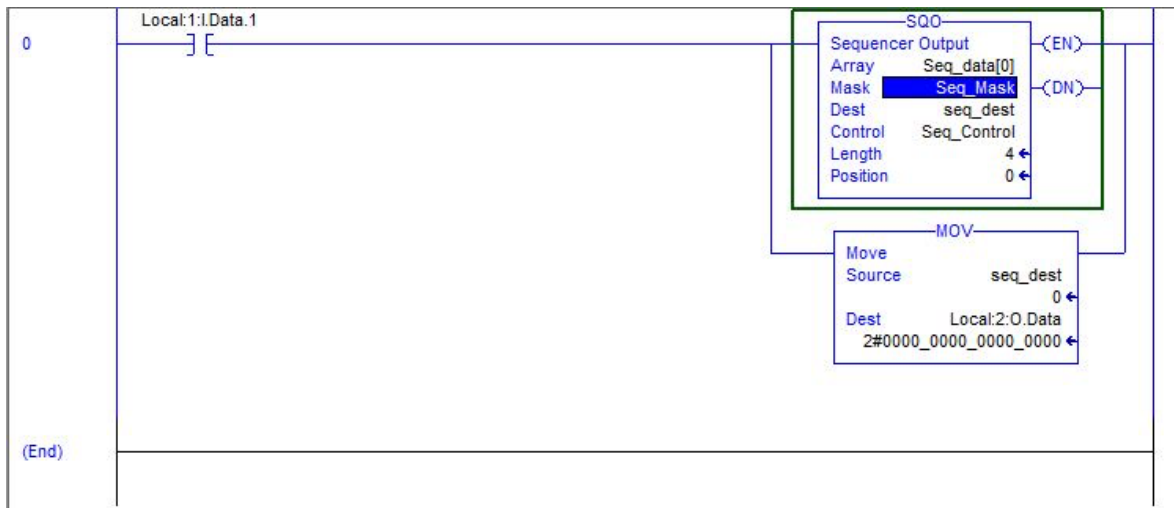 Local:1:I.Data.1
0
SQO
Sequencer Output
EN
Array Seq_data[0]
Mask Seq_Mask
DN
Dest seq_dest
Control Seq_Control
Length 4
Position 0
MOV
Move
Source seq_dest
0
Dest Local:2:O.Data
2#0000_0000_0000_0000
(End)